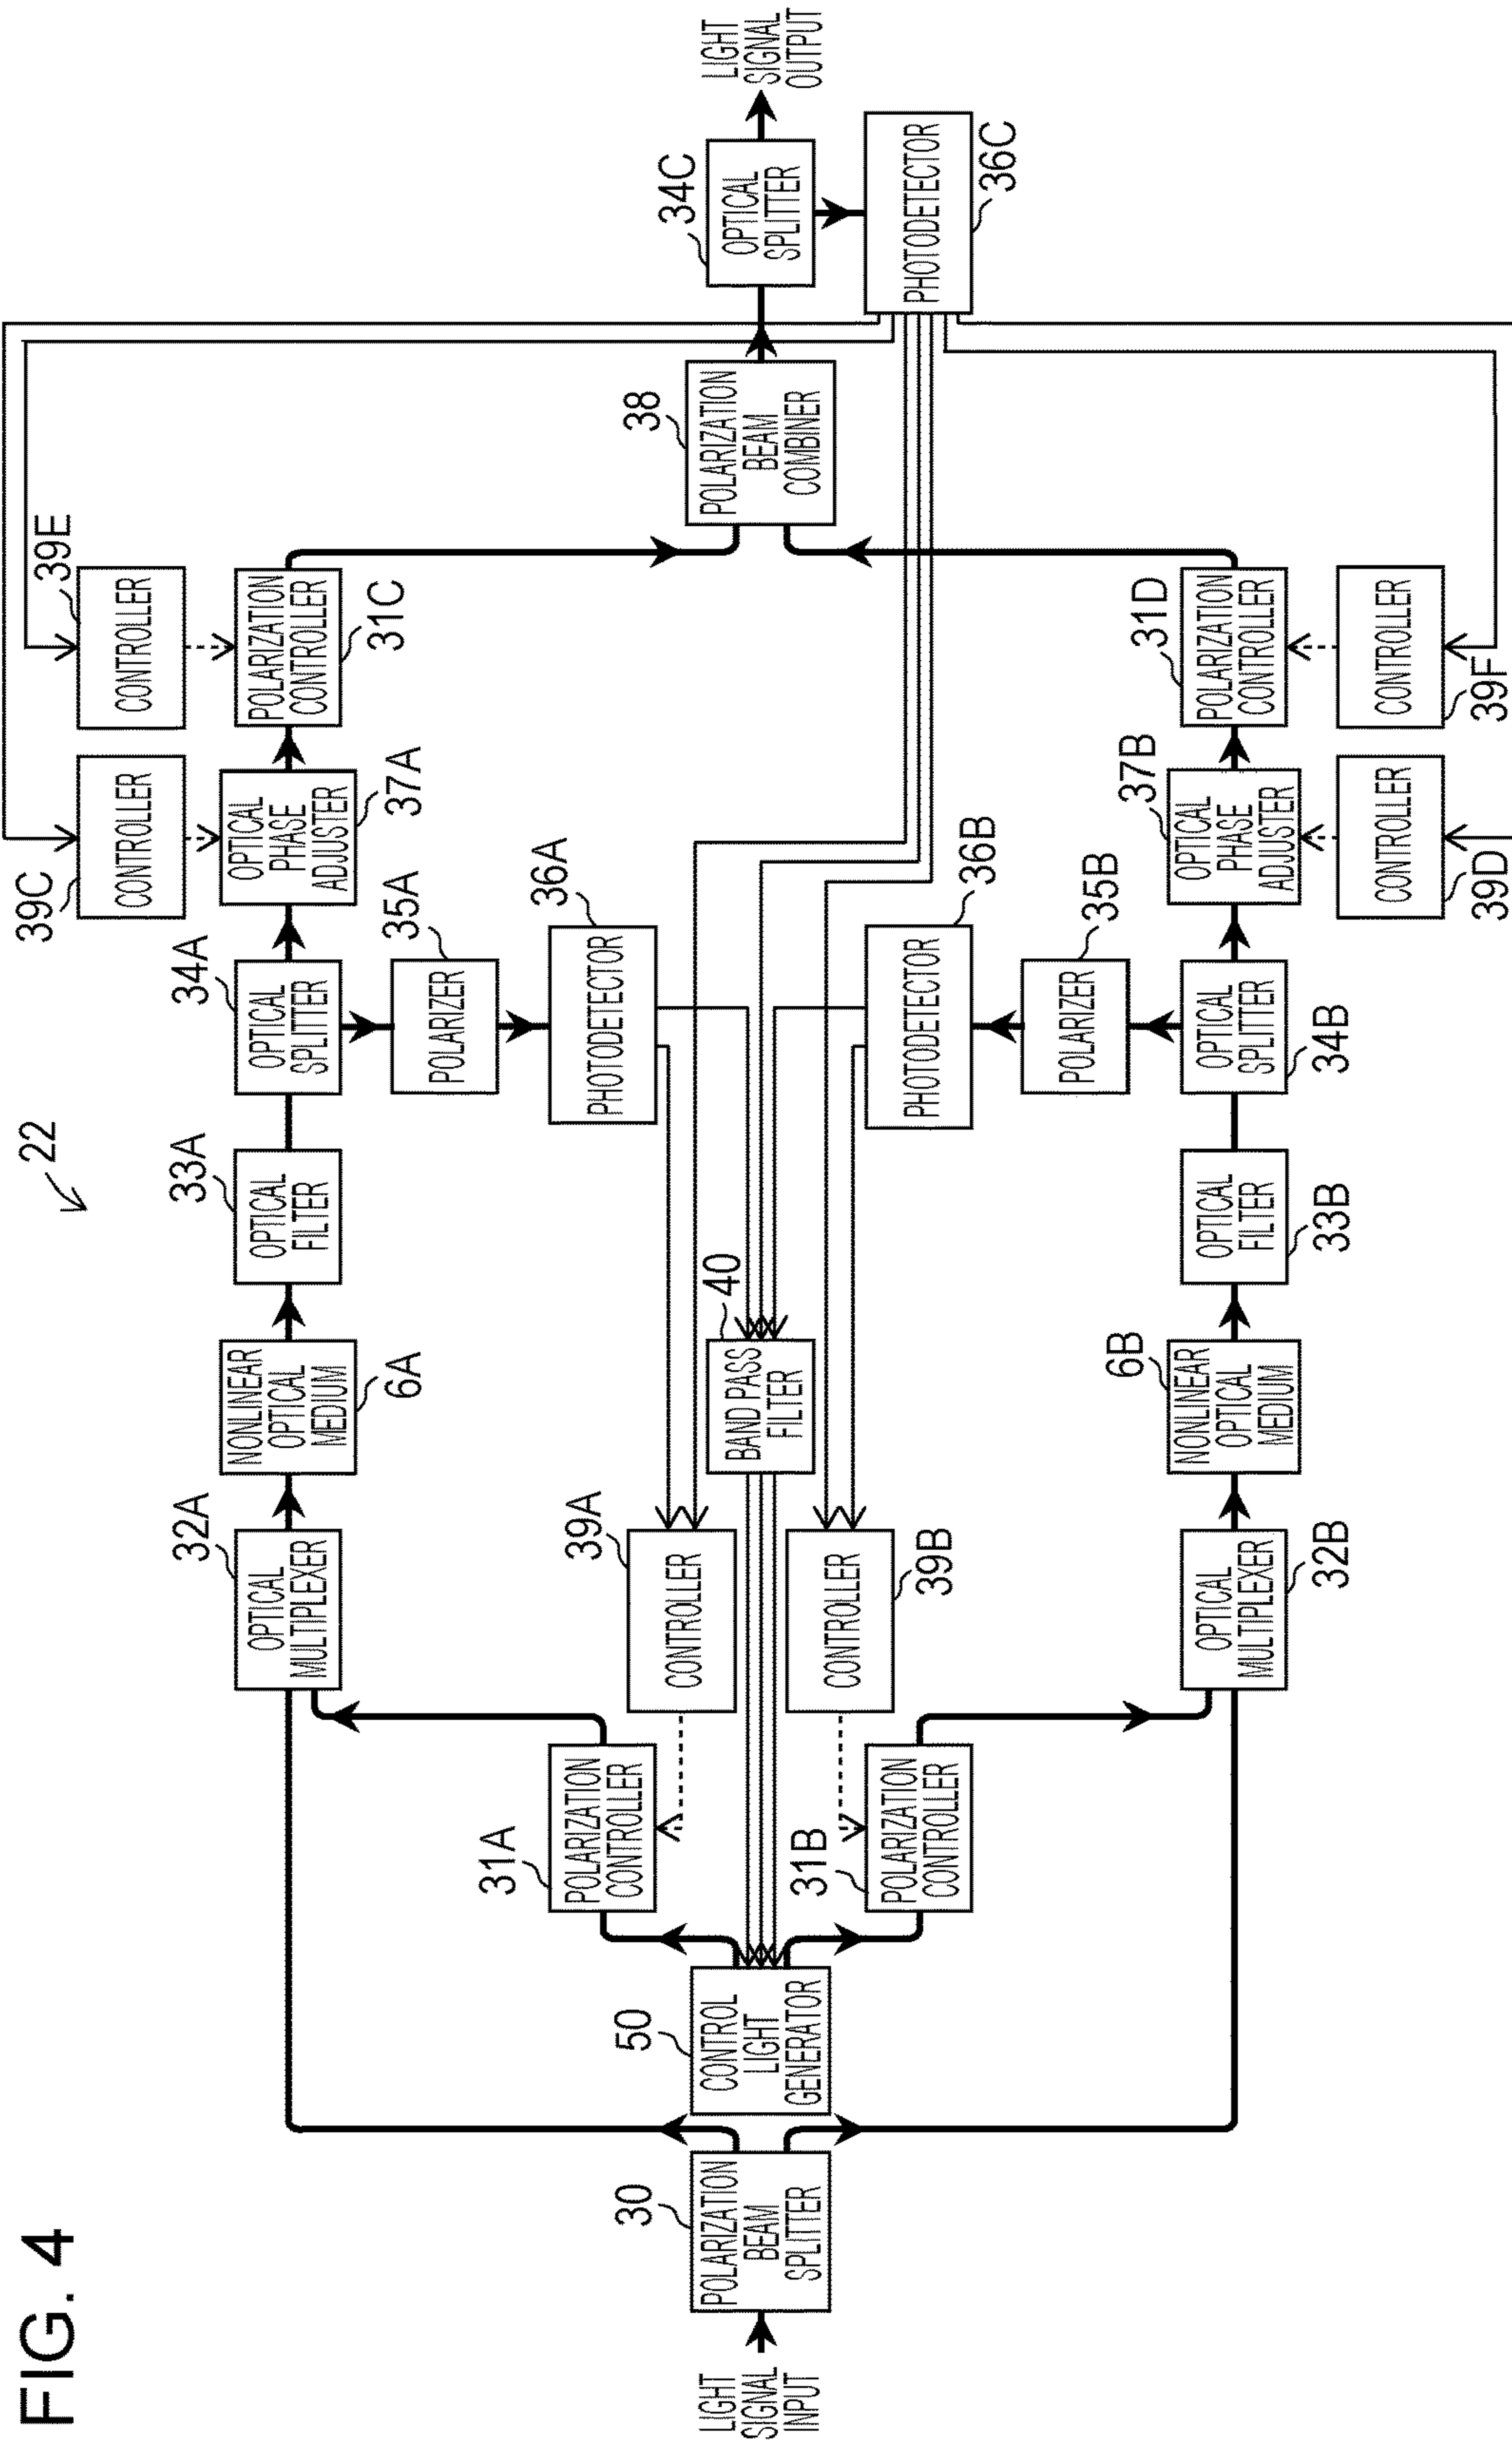 FIG. 4
22
LIGHT
SIGNAL
INPUT
30
POLARIZATION
BEAM
SPLITTER
50
CONTROL
LIGHT
GENERATOR
31A
POLARIZATION
CONTROLLER
31B
POLARIZATION
CONTROLLER
32A
OPTICAL
MULTIPLEXER
39A
CONTROLLER
39B
CONTROLLER
32B
OPTICAL
MULTIPLEXER
6A
NONLINEAR
OPTICAL
MEDIUM
40
BAND PASS
FILTER
6B
NONLINEAR
OPTICAL
MEDIUM
33A
OPTICAL
FILTER
33B
OPTICAL
FILTER
34A
OPTICAL
SPLITTER
35A
POLARIZER
36A
PHOTODETECTOR
36B
PHOTODETECTOR
35B
POLARIZER
34B
OPTICAL
SPLITTER
39C
CONTROLLER
37A
OPTICAL
PHASE
ADJUSTER
37B
OPTICAL
PHASE
ADJUSTER
39D
CONTROLLER
39E
CONTROLLER
31C
POLARIZATION
CONTROLLER
31D
POLARIZATION
CONTROLLER
39F
CONTROLLER
38
POLARIZATION
BEAM
COMBINER
34C
OPTICAL
SPLITTER
36C
PHOTODETECTOR
LIGHT
SIGNAL
OUTPUT